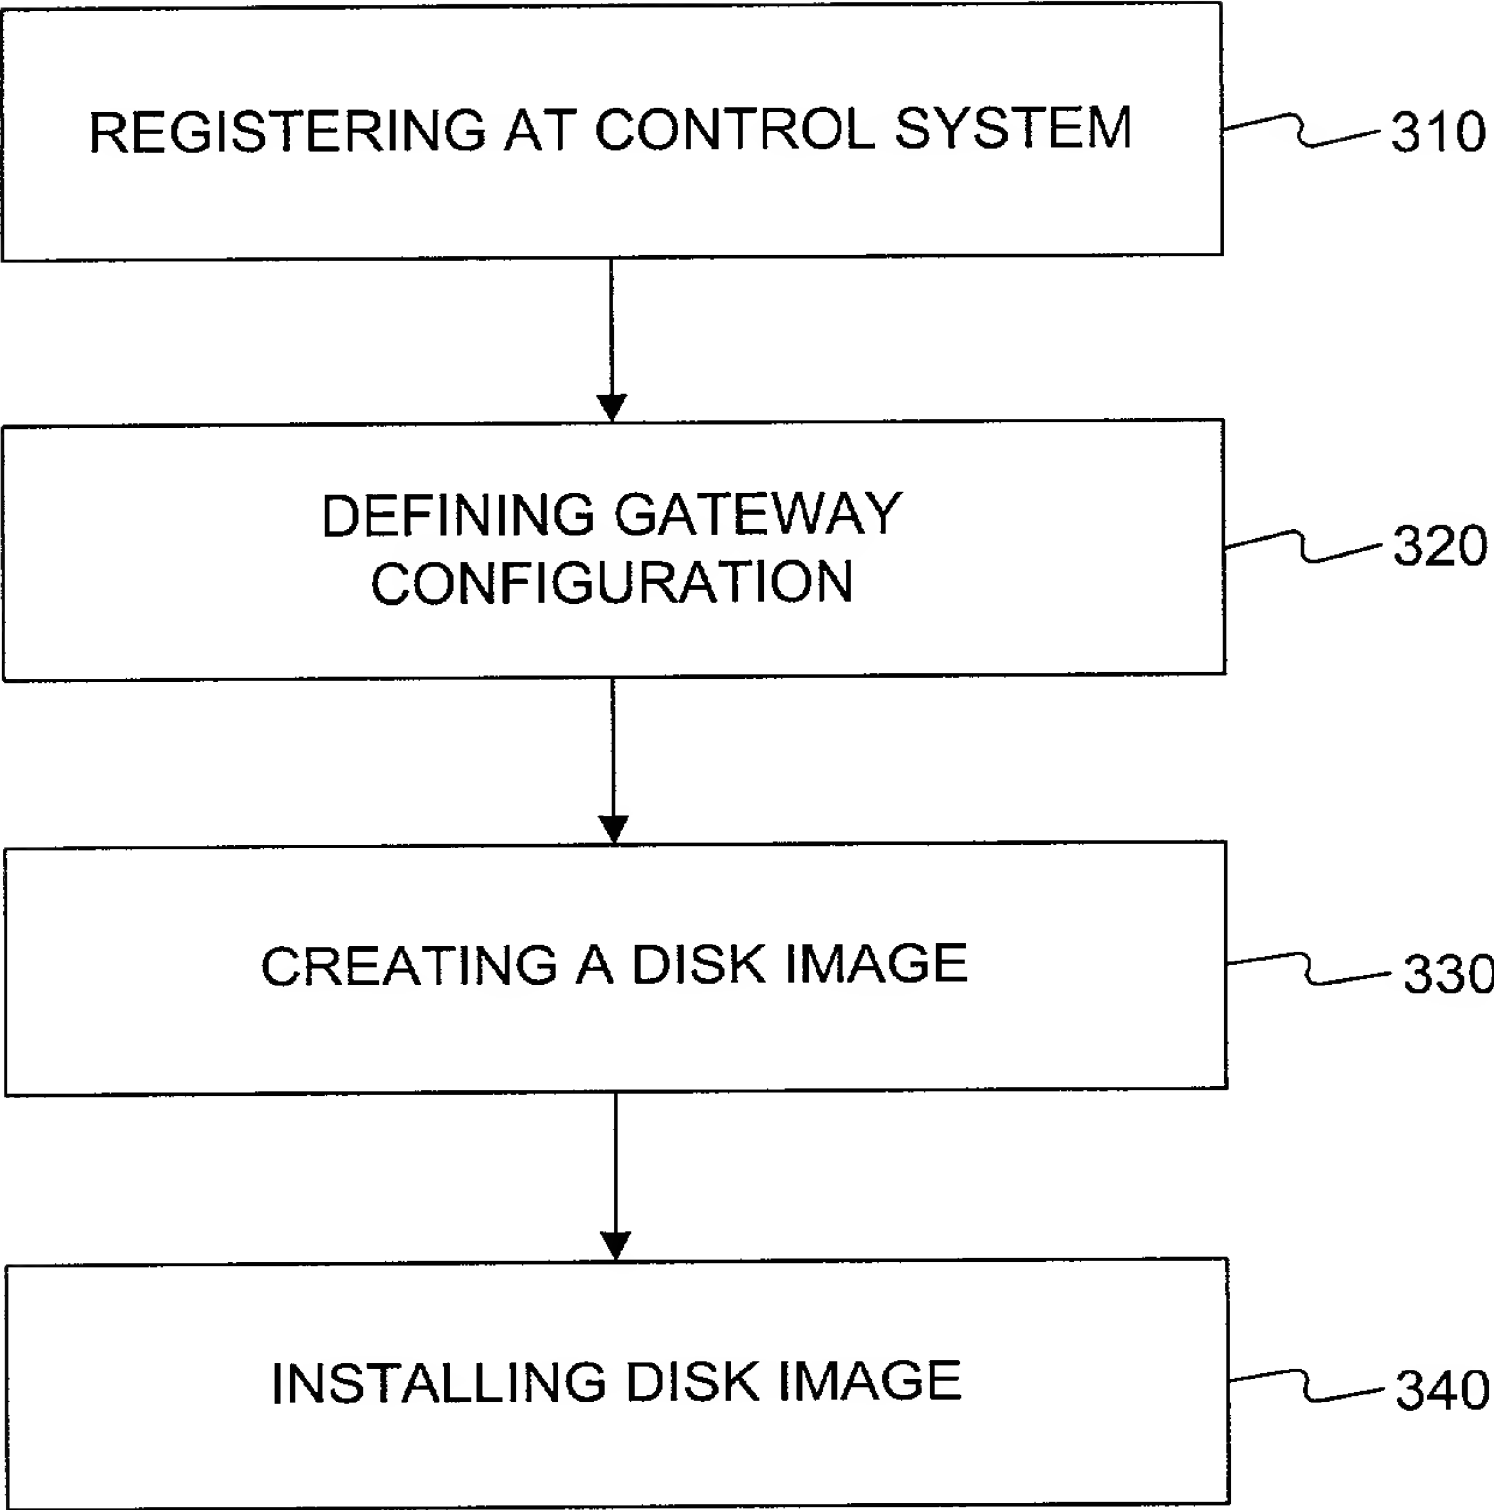 REGISTERING AT CONTROL SYSTEM
310
DEFINING GATEWAY
CONFIGURATION
320
CREATING A DISK IMAGE
330
INSTALLING DISK IMAGE
340